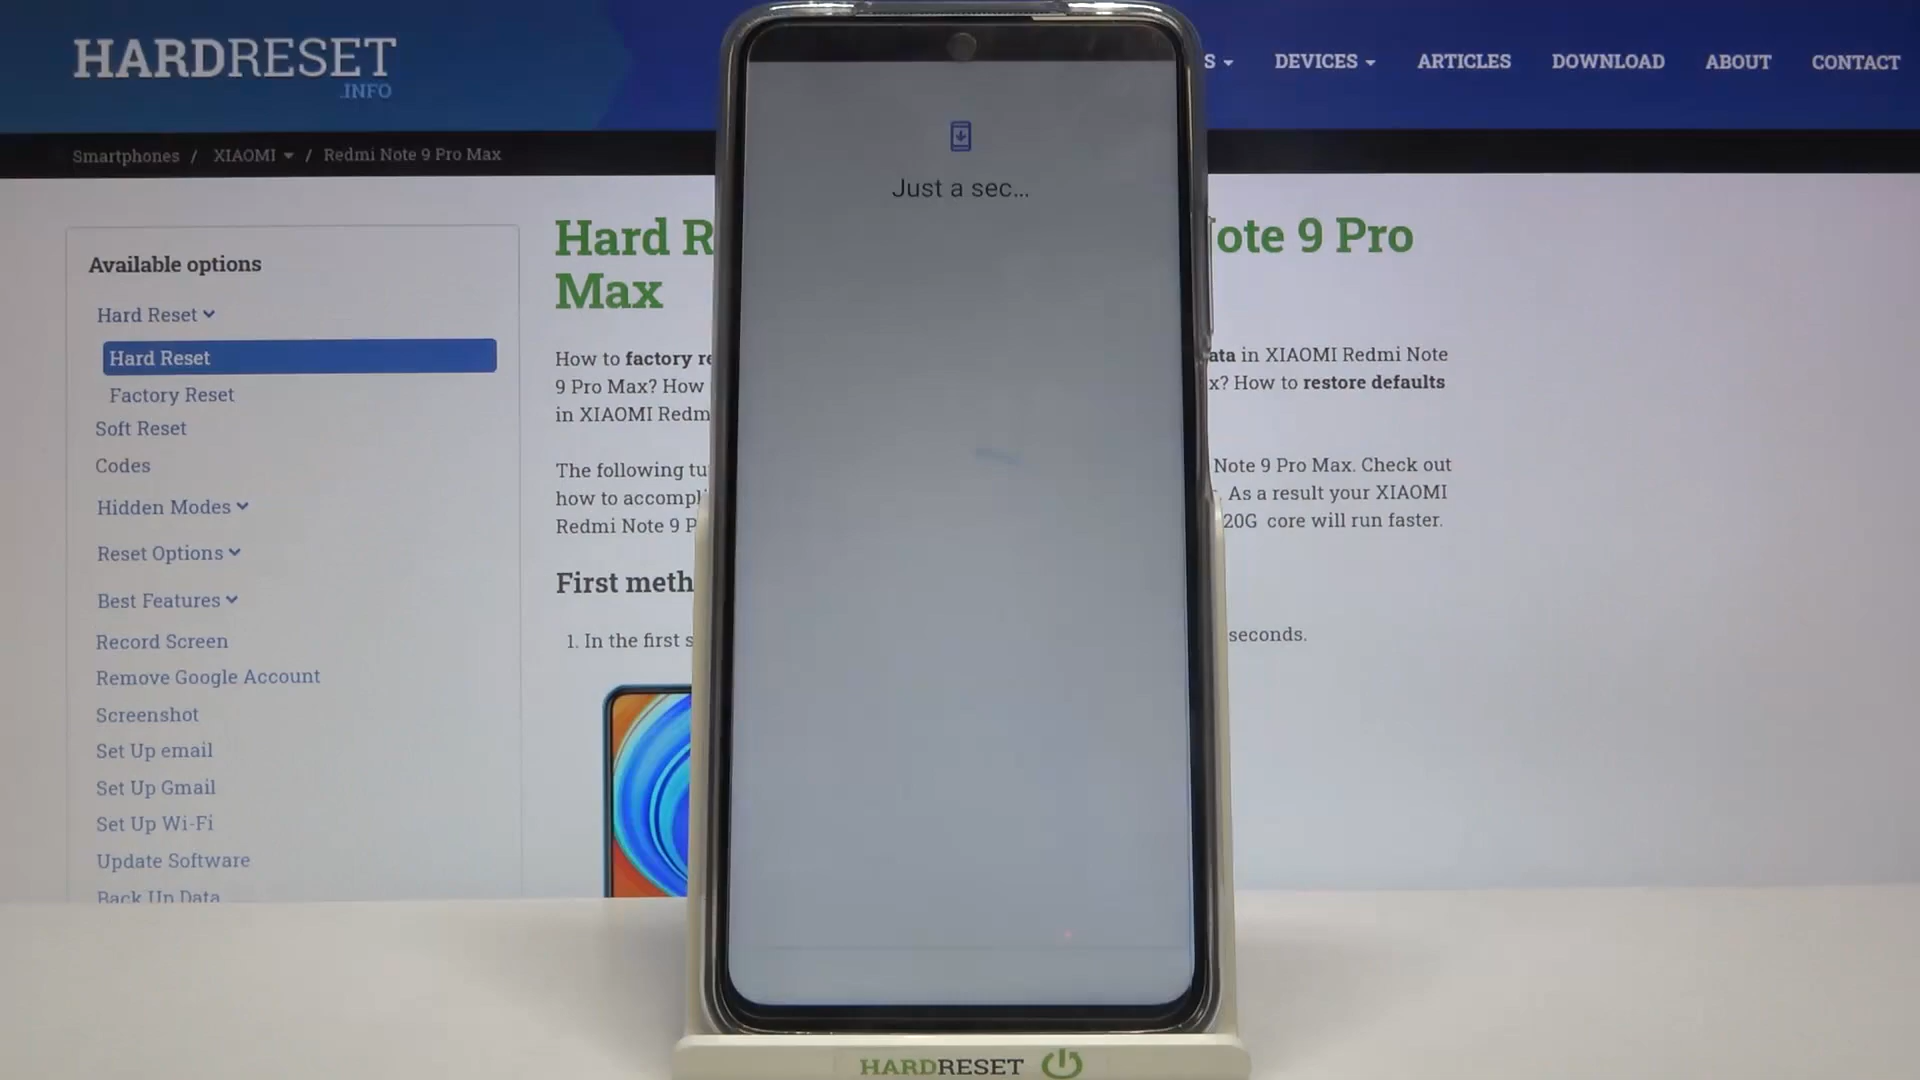 HARDRESET
.INFO
S
DEVICES
ARTICLES
DOWNLOAD
ABOUT
CONTACT
Smartphones / XIAOMI / Redmi Note 9 Pro Max
Available options
Hard Reset
Hard Reset
Factory Reset
Soft Reset
Codes
Hidden Modes
Reset Options
Best Features
Record Screen
Remove Google Account
Screenshot
Set Up email
Set Up Gmail
Set Up Wi-Fi
Update Software
Back Up Data
Just a sec...
Hard R ote 9 Pro
Max
How to factory re ata in XIAOMI Redmi Note
9 Pro Max? How x? How to restore defaults
in XIAOMI Redm
The following tu Note 9 Pro Max. Check out
how to accompl . As a result your XIAOMI
Redmi Note 9 P 20G core will run faster.
First meth
1. In the first s seconds.
HARDRESET